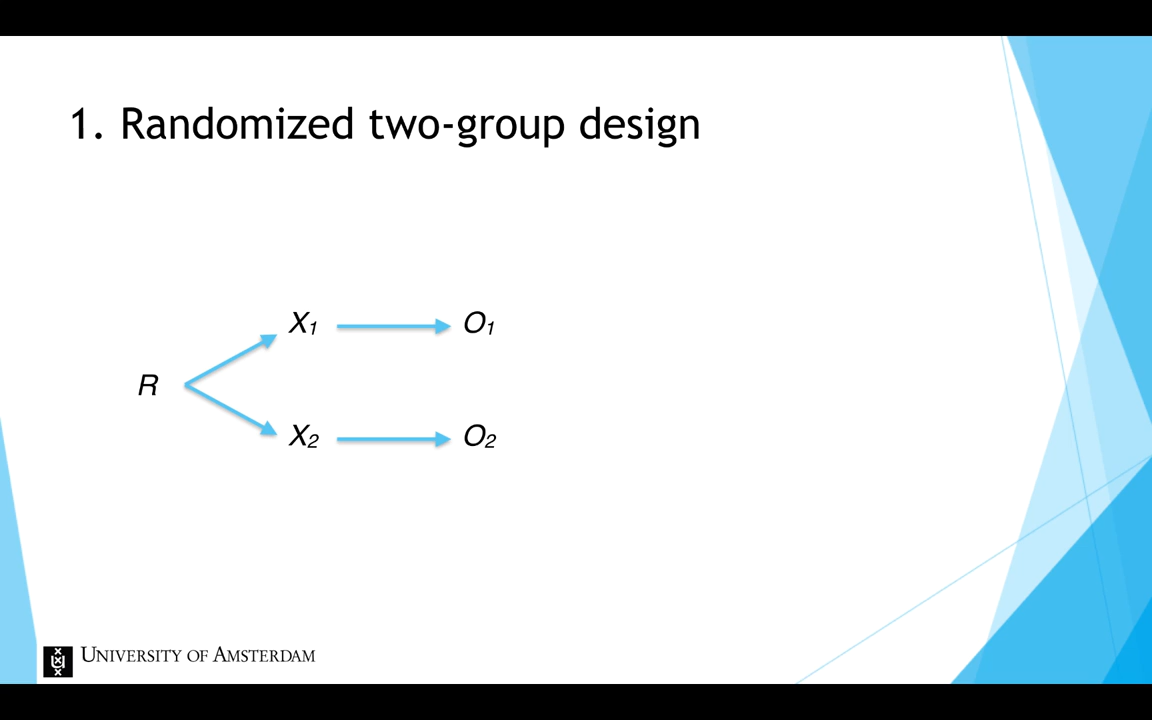 1. Randomized two-group design
X1 O1
R
X2 O2
UNIVERSITY OF AMSTERDAM